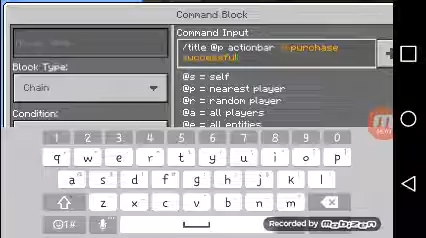 Command Block
Command Input
/title @p actionbar purchase
successful
Block Type:
@s = self
Chain
@p = nearest player
@r = random player
Condition:
@a = all players
@e = all entities
1 2 3 4 5 6 7 8 9 0
q w e r t y u i o p
a s d f g h j k l
z x c v b n m
Recorded by Mobizen